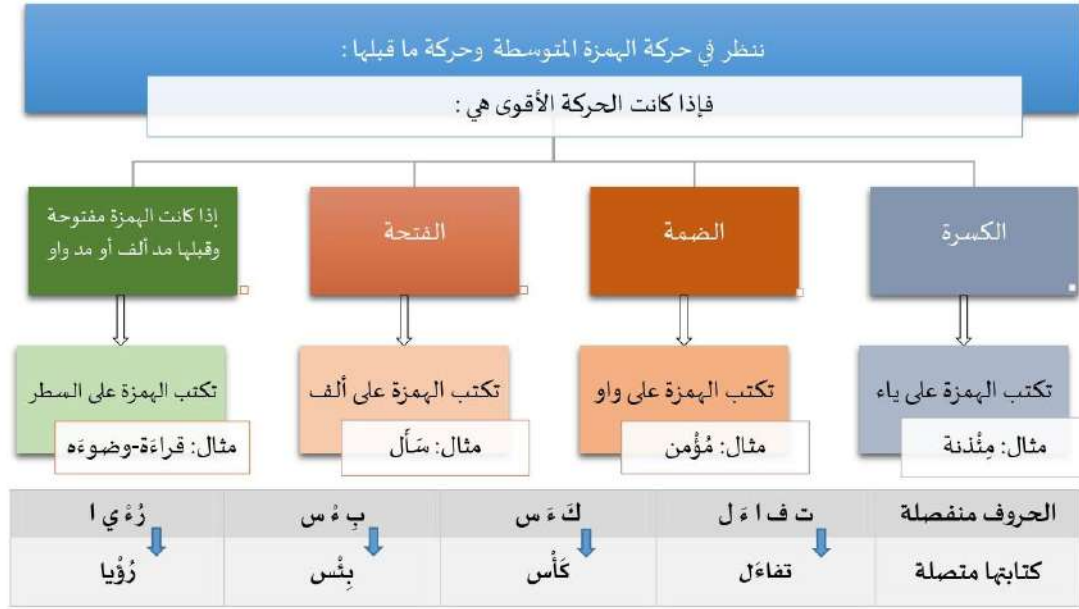 ننظر في حركة الهمزة المتوسطة وحركة ما قبلها :
فإذا كانت الحركة الأقوى هي :
الكسرة
الضمة
الفتحة
إذا كانت الهمزة مفتوحة
وقبلها مد ألف أو مد واو
تكتب الهمزة على ياء
مثال: مِئْذنة
تكتب الهمزة على واو
مثال: مُؤْمن
تكتب الهمزة على ألف
مثال: سَأَل
تكتب الهمزة على السطر
مثال: قراءَة-وضوءَه
الحروف منفصلة
ت ف ا ءَ ل
كَ ءَ س
بِ ءْ س
رُ ءْ ي ا
كتابتها متصلة
تفاءَل
كَأْس
بِئْس
رُؤْيا